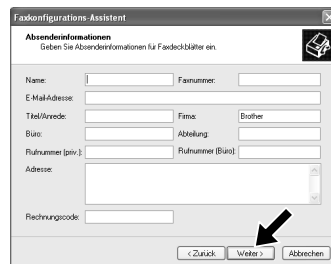 Faxkonfigurations-Assistent
Absenderinformationen
Geben Sie Absenderinformationen für Faxdeckblätter ein.
Name: Faxnummer:
E-Mail-Adresse:
Titel/Anrede: Firma: Brother
Büro: Abteilung:
Rufnummer (priv.): Rufnummer (Büro):
Adresse:
Rechnungscode:
< Zurück Weiter > Abbrechen